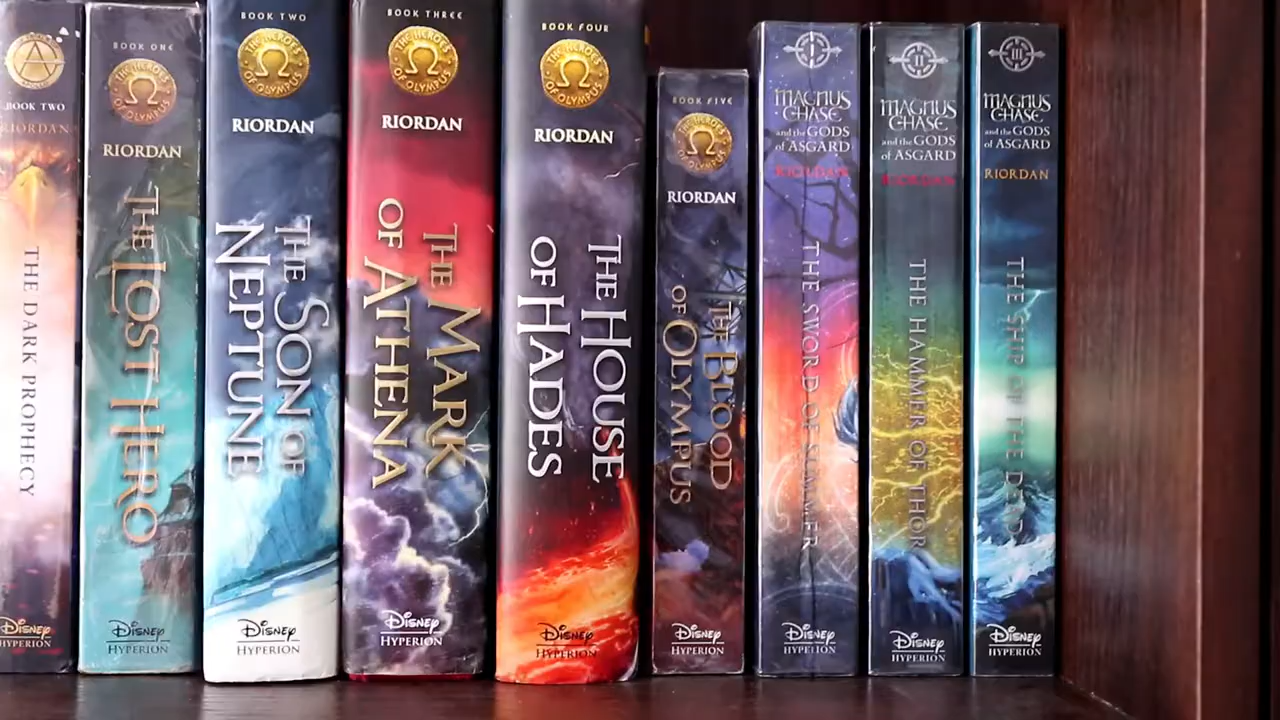 BOOK TWO
RIORDAN
THE DARK PROPHECY
DISNEY
HYPERION
BOOK ONE
THE HEROES
OF OLYMPUS
RIORDAN
THE LOST HERO
DISNEY
HYPERION
BOOK TWO
THE HEROES
OF OLYMPUS
RIORDAN
THE SON OF
NEPTUNE
DISNEY
HYPERION
BOOK THREE
THE HEROES
OF OLYMPUS
RIORDAN
THE MARK
OF ATHENA
DISNEY
HYPERION
BOOK FOUR
THE HEROES
OF OLYMPUS
RIORDAN
THE HOUSE
OF HADES
DISNEY
HYPERION
BOOK FIVE
THE HEROES
OF OLYMPUS
RIORDAN
THE BLOOD
OF OLYMPUS
DISNEY
HYPERION
I
MAGNUS
CHASE
and the GODS
of ASGARD
RIORDAN
THE SWORD OF SUMMER
DISNEY
HYPERION
II
MAGNUS
CHASE
and the GODS
of ASGARD
RIORDAN
THE HAMMER OF THOR
DISNEY
HYPERION
III
MAGNUS
CHASE
and the GODS
of ASGARD
RIORDAN
THE SHIP OF THE DEAD
DISNEY
HYPERION